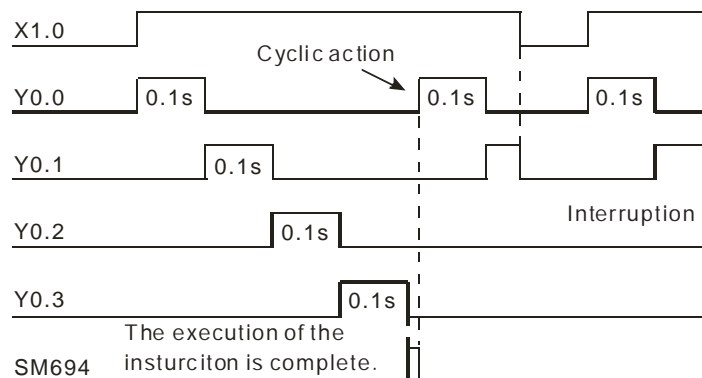 X1.0
Cyclic action
Y0.0
0.1s
0.1s
0.1s
Y0.1
0.1s
Interruption
Y0.2
0.1s
Y0.3
0.1s
The execution of the
insturciton is complete.
SM694